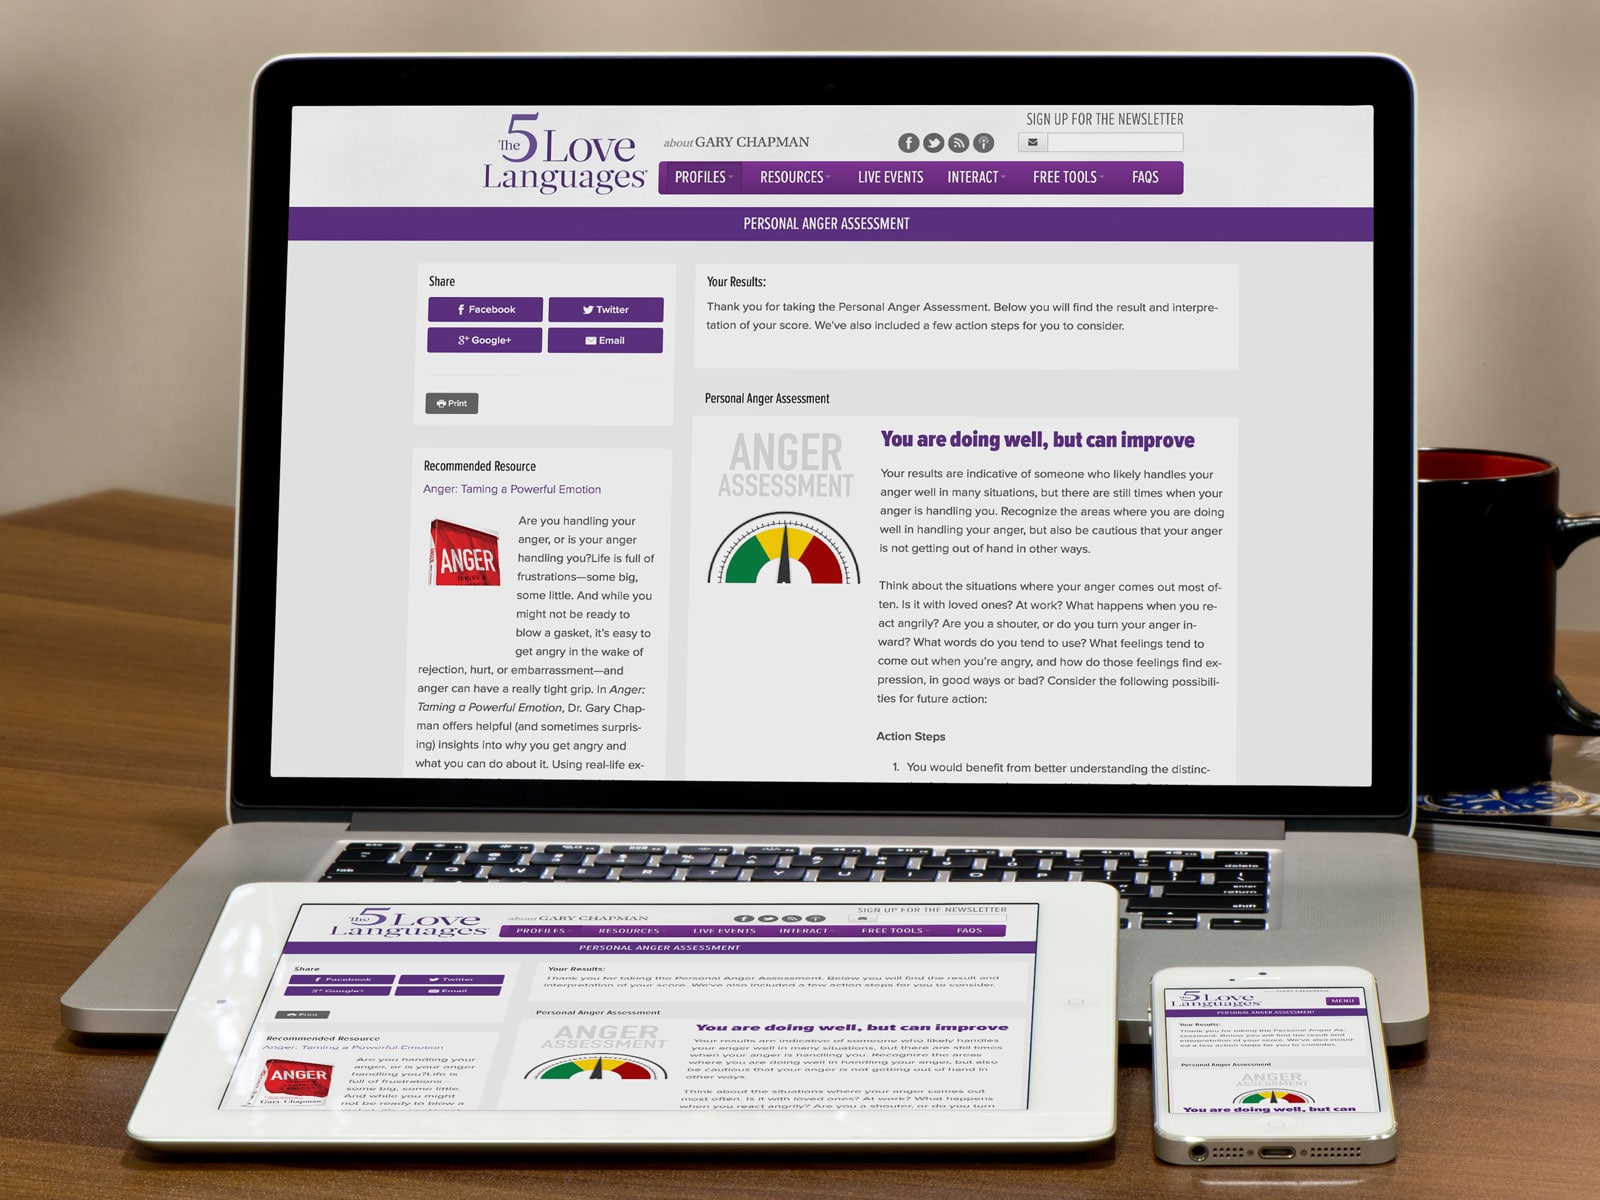 The 5 Love
Languages
about GARY CHAPMAN
SIGN UP FOR THE NEWSLETTER
PROFILES RESOURCES LIVE EVENTS INTERACT FREE TOOLS FAQS
PERSONAL ANGER ASSESSMENT
Share
Facebook Twitter
Google+ Email
Print
Recommended Resource
Anger: Taming a Powerful Emotion
ANGER
TAMING
Are you handling your
anger, or is your anger
handling you?Life is full of
frustrations—some big,
some little. And while you
might not be ready to
blow a gasket, it's easy to
get angry in the wake of
rejection, hurt, or embarrassment—and
anger can have a really tight grip. In Anger:
Taming a Powerful Emotion, Dr. Gary Chap-
man offers helpful (and sometimes surpris-
ing) insights into why you get angry and
what you can do about it. Using real-life ex-
Your Results:
Thank you for taking the Personal Anger Assessment. Below you will find the result and interpre-
tation of your score. We've also included a few action steps for you to consider.
Personal Anger Assessment
ANGER
ASSESSMENT
You are doing well, but can improve
Your results are indicative of someone who likely handles your
anger well in many situations, but there are still times when your
anger is handling you. Recognize the areas where you are doing
well in handling your anger, but also be cautious that your anger
is not getting out of hand in other ways.
Think about the situations where your anger comes out most of-
ten. Is it with loved ones? At work? What happens when you re-
act angrily? Are you a shouter, or do you turn your anger in-
ward? What words do you tend to use? What feelings tend to
come out when you're angry, and how do those feelings find ex-
pression, in good ways or bad? Consider the following possibili-
ties for future action:
Action Steps
1. You would benefit from better understanding the distinc-
tab Q W E R T Y U I O P
delete
enter
return
shift
The 5 Love
Languages
about GARY CHAPMAN
SIGN UP FOR THE NEWSLETTER
PROFILES RESOURCES LIVE EVENTS INTERACT FREE TOOLS FAQS
PERSONAL ANGER ASSESSMENT
Share
Facebook Twitter
Google+ Email
Print
Recommended Resource
Anger: Taming a Powerful Emotion
ANGER
Gary Chapman
Are you handling your
anger, or is your anger
handling you?Life is
full of frustrations—
some big, some little.
And while you might
not be ready to blow a
Your Results:
Thank you for taking the Personal Anger Assessment. Below you will find the result and
interpretation of your score. We've also included a few action steps for you to consider.
Personal Anger Assessment
ANGER
ASSESSMENT
You are doing well, but can improve
Your results are indicative of someone who likely handles
your anger well in many situations, but there are still times
when your anger is handling you. Recognize the areas
where you are doing well in handling your anger, but also
be cautious that your anger is not getting out of hand in
other ways.
Think about the situations where your anger comes out
most often. Is it with loved ones? At work? What happens
when you react angrily? Are you a shouter, or do you turn
The 5 Love
Languages
GARY CHAPMAN
MENU
PERSONAL ANGER ASSESSMENT
Your Results:
Thank you for taking the Personal Anger As-
sessment. Below you will find the result and
interpretation of your score. We've also includ-
ed a few action steps for you to consider.
Personal Anger Assessment
ANGER
ASSESSMENT
You are doing well, but can